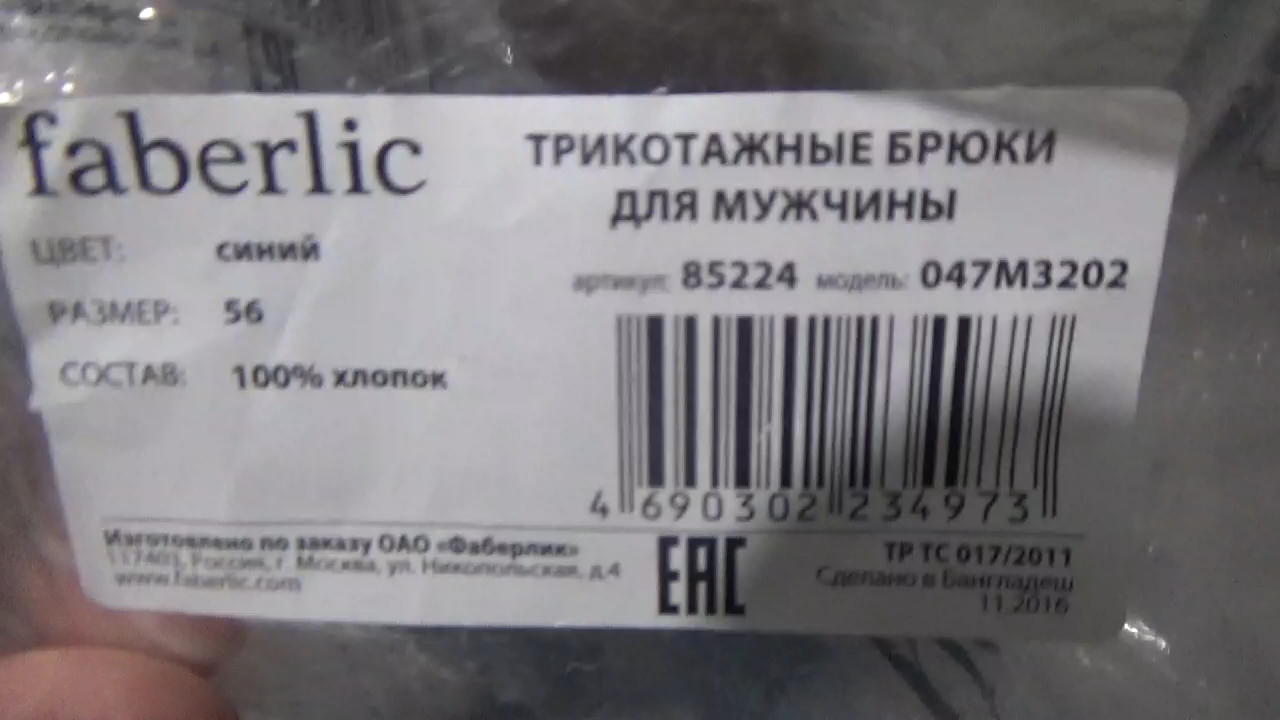 faberlic
ТРИКОТАЖНЫЕ БРЮКИ
ДЛЯ МУЖЧИНЫ
ЦВЕТ: синий
артикул: 85224 модель: 047M3202
РАЗМЕР: 56
СОСТАВ: 100% хлопок
4 690302 234973
Изготовлено по заказу ОАО «Фаберлик»
117403, Россия, г. Москва, ул. Никопольская, д.4
www.faberlic.com
EAC
ТР ТС 017/2011
Сделано в Бангладеш
11.2016